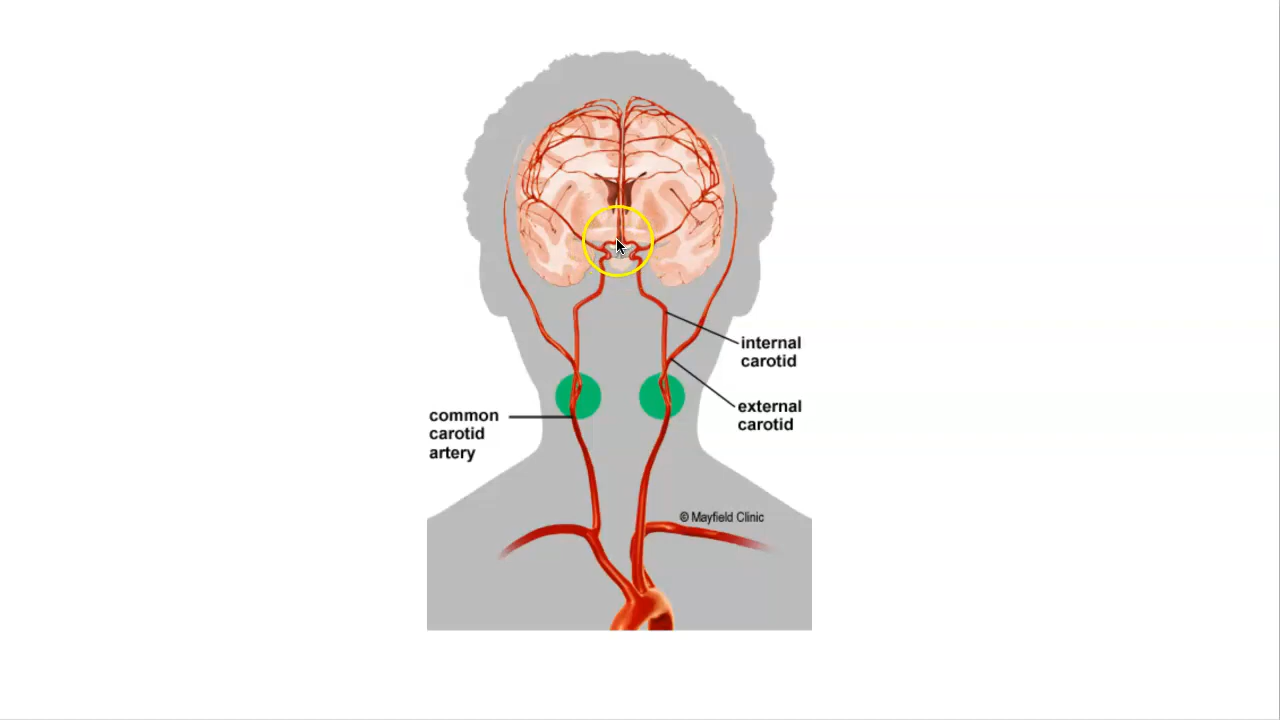 internal
carotid
external
carotid
common
carotid
artery
© Mayfield Clinic